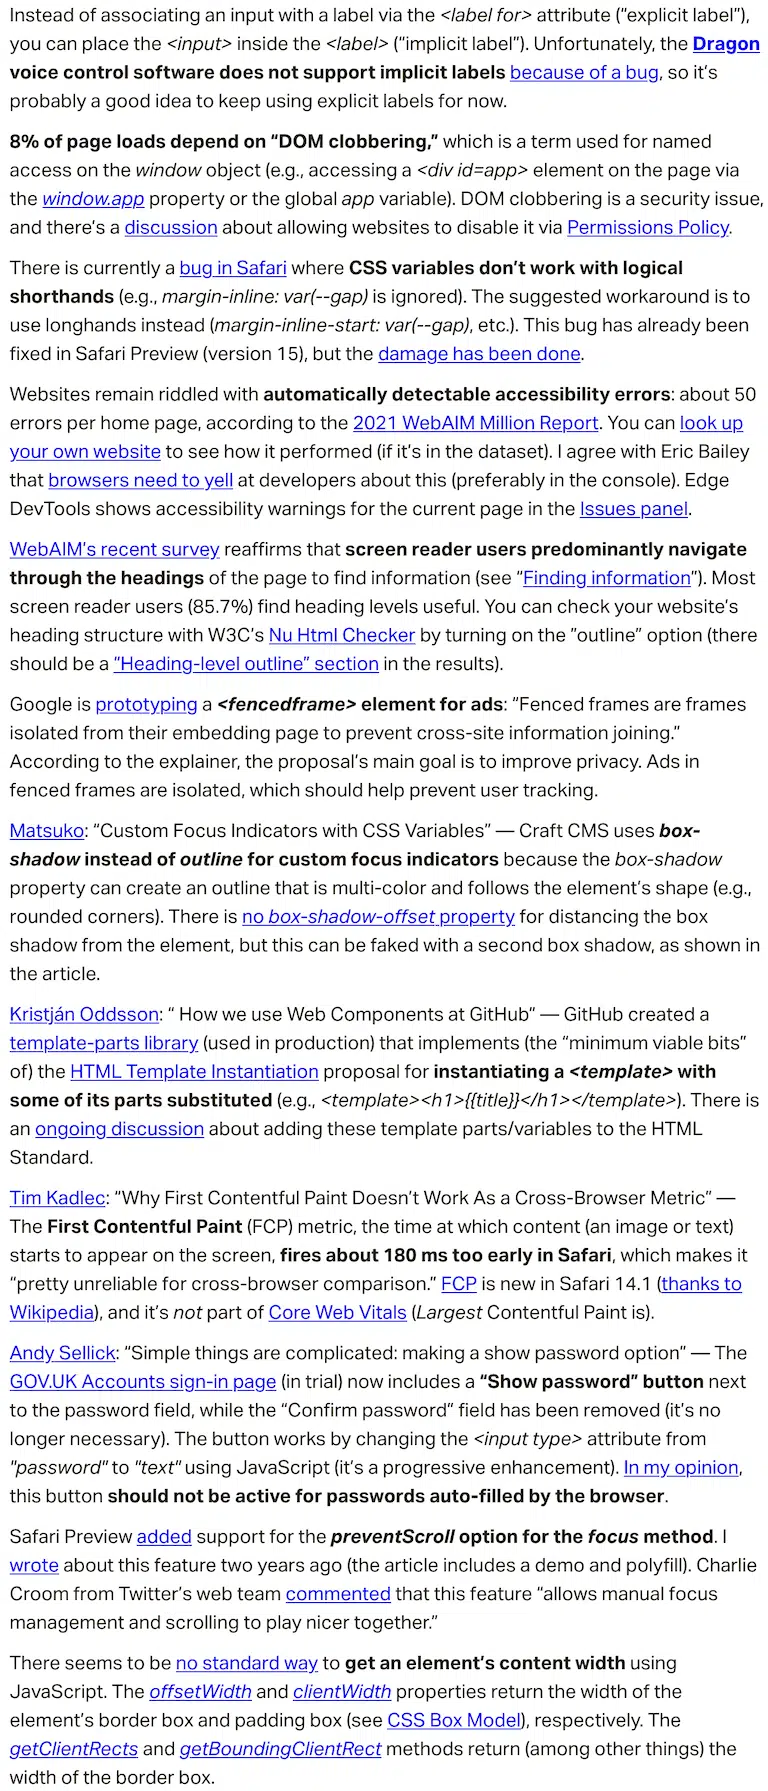 Instead of associating an input with a label via the <label for> attribute (“explicit label”),
you can place the <input> inside the <label> (“implicit label”). Unfortunately, the Dragon
voice control software does not support implicit labels because of a bug, so it’s
probably a good idea to keep using explicit labels for now.
8% of page loads depend on “DOM clobbering,” which is a term used for named
access on the window object (e.g., accessing a <div id=app> element on the page via
the window.app property or the global app variable). DOM clobbering is a security issue,
and there’s a discussion about allowing websites to disable it via Permissions Policy.
There is currently a bug in Safari where CSS variables don’t work with logical
shorthands (e.g., margin-inline: var(--gap) is ignored). The suggested workaround is to
use longhands instead (margin-inline-start: var(--gap), etc.). This bug has already been
fixed in Safari Preview (version 15), but the damage has been done.
Websites remain riddled with automatically detectable accessibility errors: about 50
errors per home page, according to the 2021 WebAIM Million Report. You can look up
your own website to see how it performed (if it’s in the dataset). I agree with Eric Bailey
that browsers need to yell at developers about this (preferably in the console). Edge
DevTools shows accessibility warnings for the current page in the Issues panel.
WebAIM’s recent survey reaffirms that screen reader users predominantly navigate
through the headings of the page to find information (see “Finding information”). Most
screen reader users (85.7%) find heading levels useful. You can check your website’s
heading structure with W3C’s Nu Html Checker by turning on the “outline” option (there
should be a “Heading-level outline” section in the results).
Google is prototyping a <fencedframe> element for ads: “Fenced frames are frames
isolated from their embedding page to prevent cross-site information joining.”
According to the explainer, the proposal’s main goal is to improve privacy. Ads in
fenced frames are isolated, which should help prevent user tracking.
Matsuko: “Custom Focus Indicators with CSS Variables” — Craft CMS uses box-
shadow instead of outline for custom focus indicators because the box-shadow
property can create an outline that is multi-color and follows the element’s shape (e.g.,
rounded corners). There is no box-shadow-offset property for distancing the box
shadow from the element, but this can be faked with a second box shadow, as shown in
the article.
Kristján Oddsson: “ How we use Web Components at GitHub” — GitHub created a
template-parts library (used in production) that implements (the “minimum viable bits”
of) the HTML Template Instantiation proposal for instantiating a <template> with
some of its parts substituted (e.g., <template><h1>{{title}}</h1></template>). There is
an ongoing discussion about adding these template parts/variables to the HTML
Standard.
Tim Kadlec: “Why First Contentful Paint Doesn’t Work As a Cross-Browser Metric” —
The First Contentful Paint (FCP) metric, the time at which content (an image or text)
starts to appear on the screen, fires about 180 ms too early in Safari, which makes it
“pretty unreliable for cross-browser comparison.” FCP is new in Safari 14.1 (thanks to
Wikipedia), and it’s not part of Core Web Vitals (Largest Contentful Paint is).
Andy Sellick: “Simple things are complicated: making a show password option” — The
GOV.UK Accounts sign-in page (in trial) now includes a “Show password” button next
to the password field, while the “Confirm password” field has been removed (it’s no
longer necessary). The button works by changing the <input type> attribute from
"password" to "text" using JavaScript (it’s a progressive enhancement). In my opinion,
this button should not be active for passwords auto-filled by the browser.
Safari Preview added support for the preventScroll option for the focus method. I
wrote about this feature two years ago (the article includes a demo and polyfill). Charlie
Croom from Twitter’s web team commented that this feature “allows manual focus
management and scrolling to play nicer together.”
There seems to be no standard way to get an element’s content width using
JavaScript. The offsetWidth and clientWidth properties return the width of the
element’s border box and padding box (see CSS Box Model), respectively. The
getClientRects and getBoundingClientRect methods return (among other things) the
width of the border box.